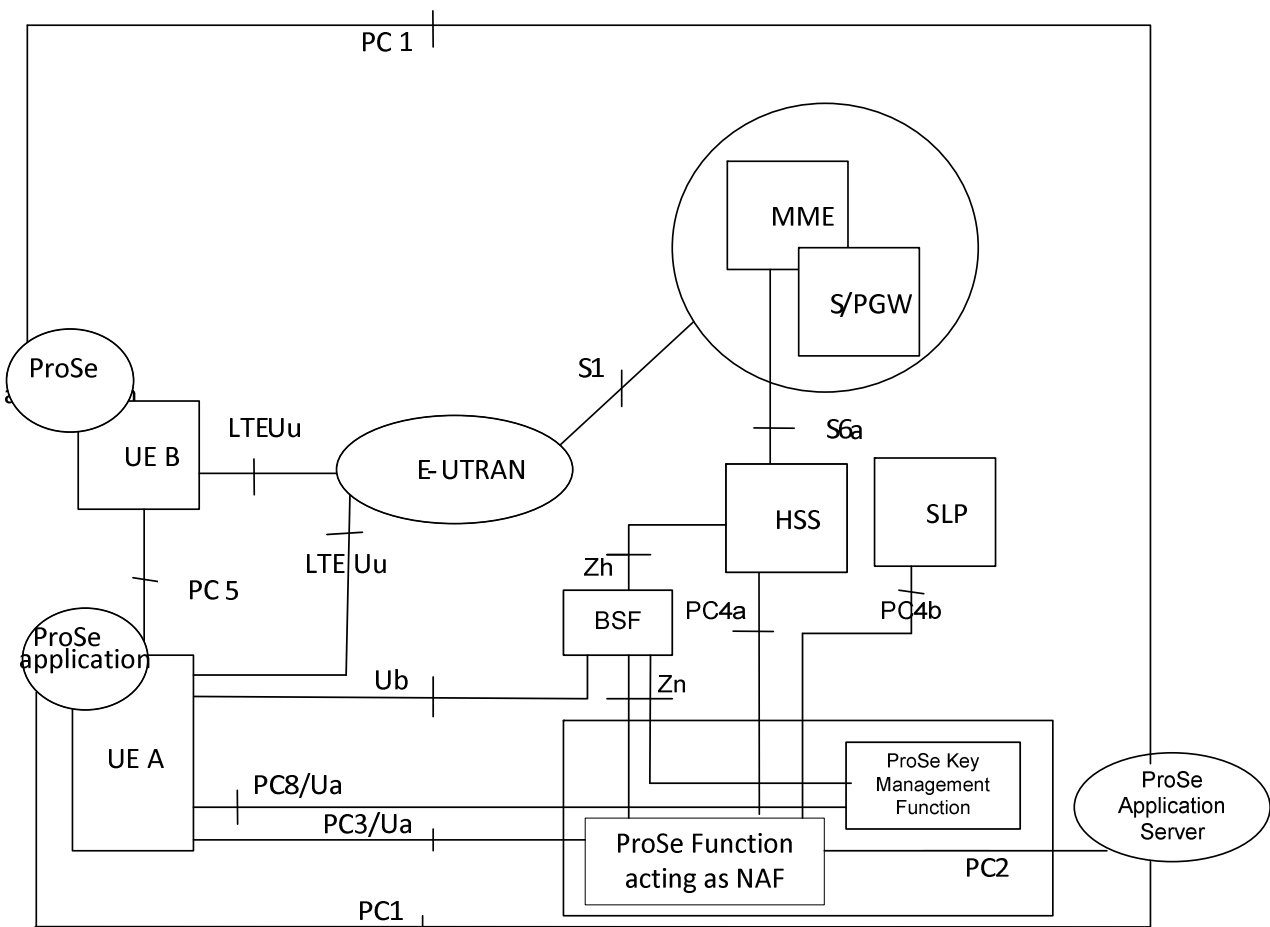 PC 1
MME
S/PGW
ProSe
S1
LTEUu
S6a
UE B
E-UTRAN
HSS
SLP
LTE Uu
Zh
PC 5
PC4a
PC4b
BSF
ProSe
application
Ub
Zn
UE A
ProSe Key
Management
Function
ProSe
Application
Server
PC8/Ua
PC3/Ua
ProSe Function
acting as NAF
PC2
PC1